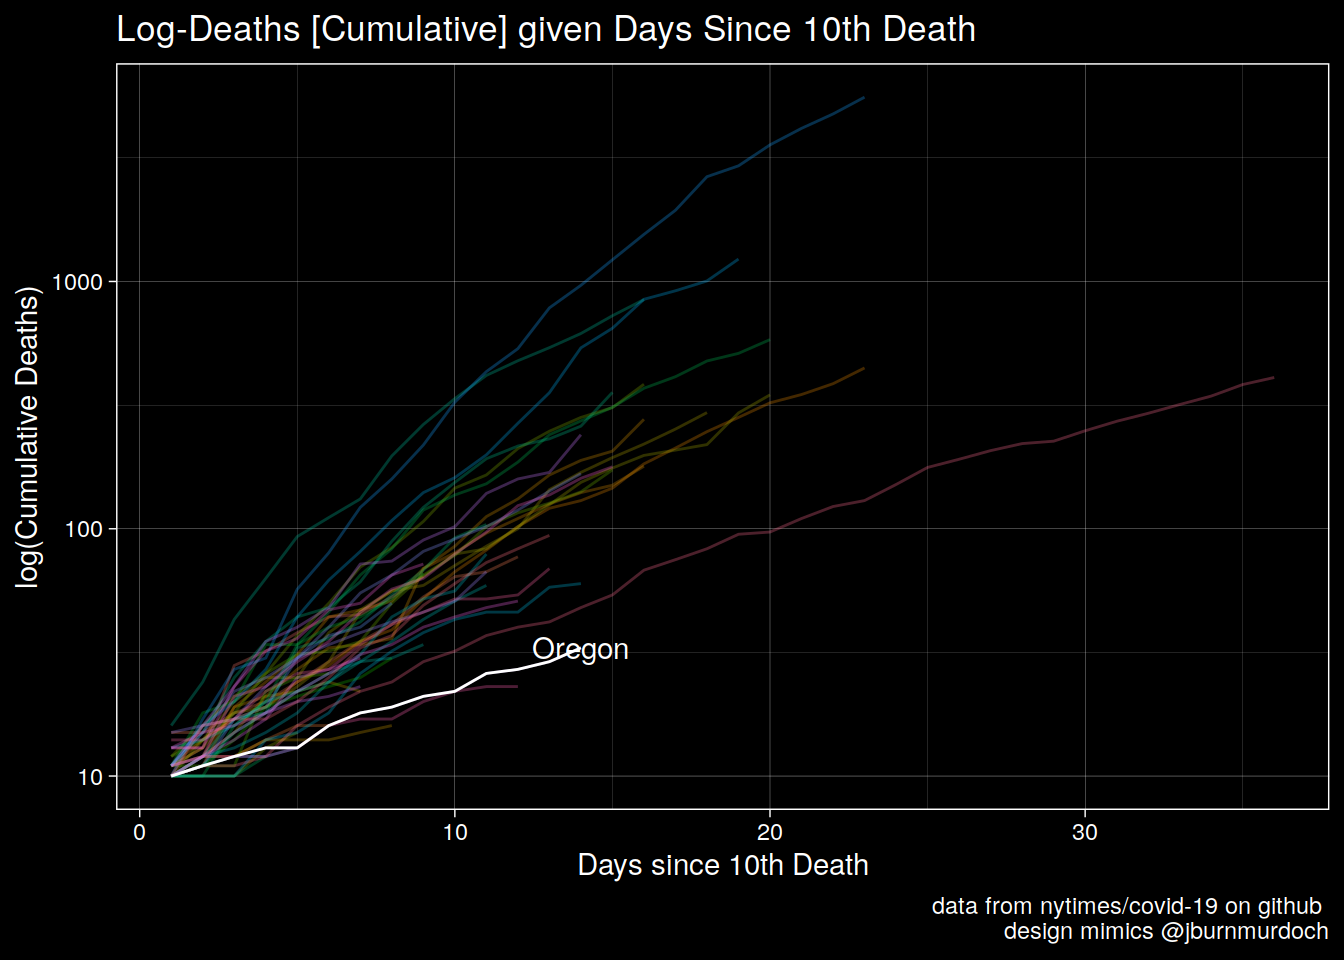 Log-Deaths [Cumulative] given Days Since 10th Death
log(Cumulative Deaths)
1000
100
10
Oregon
0
10
20
30
Days since 10th Death
data from nytimes/covid-19 on github
design mimics @jburnmurdoch